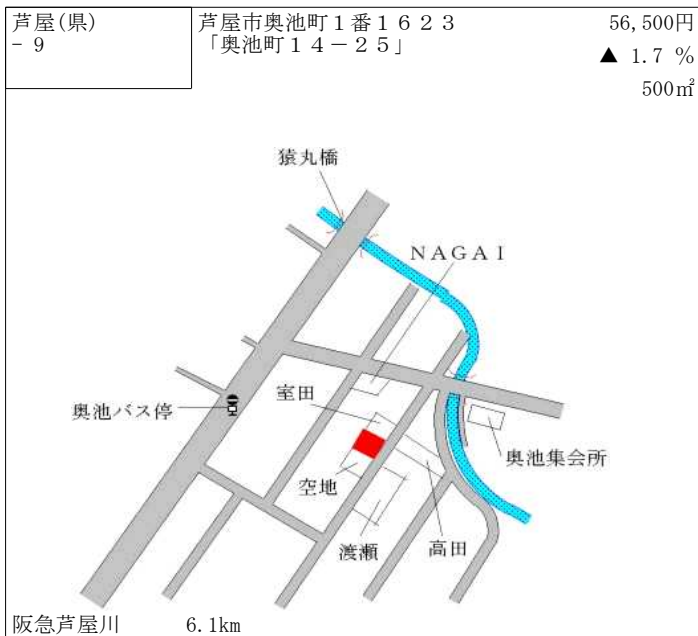 芦屋(県)
－ 9
芦屋市奥池町１番１６２３
「奥池町１４－２５」
56,500円
▲ 1.7 %
500㎡
猿丸橋
ＮＡＧＡＩ
室田
奥池バス停
奥池集会所
空地
渡瀬
高田
阪急芦屋川 6.1km